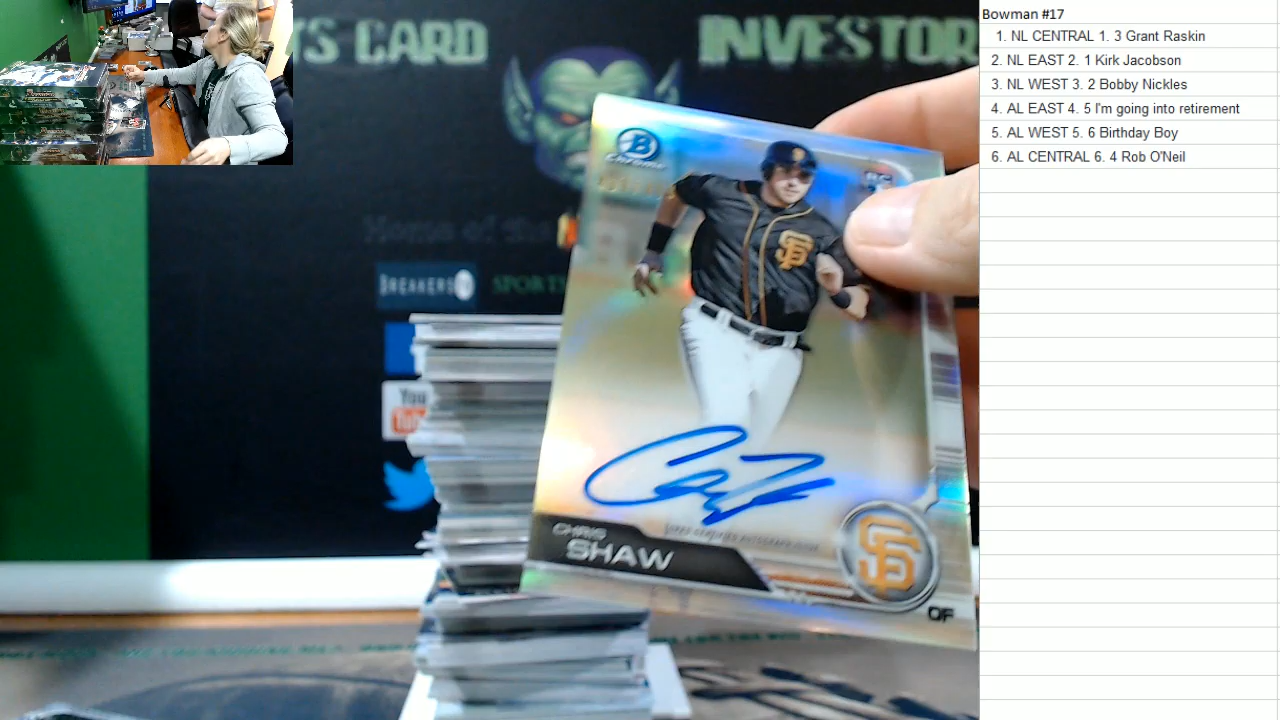 TS CARD INVESTOR
Home of the
BREAKERS
SPORTS
You
Tube
B
CHROME
RC
SF
CHRIS
SHAW
SF
OF
Bowman #17
1. NL CENTRAL 1. 3 Grant Raskin
2. NL EAST 2. 1 Kirk Jacobson
3. NL WEST 3. 2 Bobby Nickles
4. AL EAST 4. 5 I'm going into retirement
5. AL WEST 5. 6 Birthday Boy
6. AL CENTRAL 6. 4 Rob O'Neil